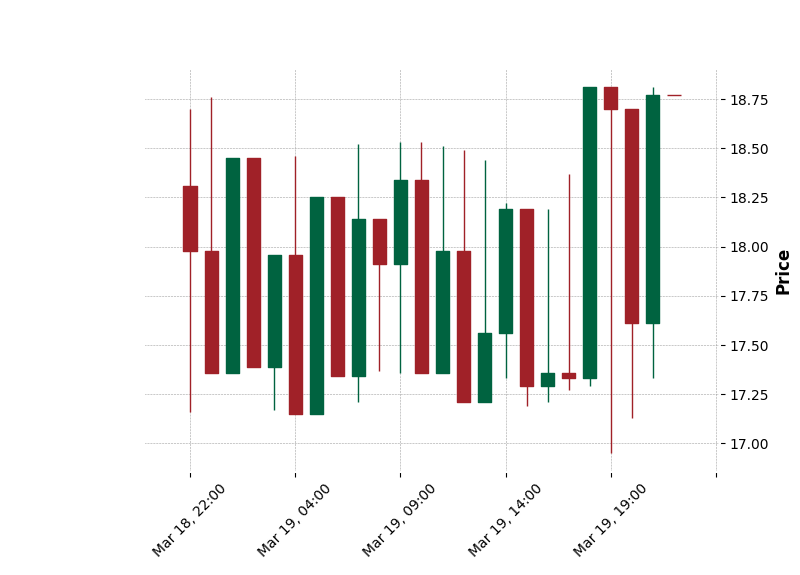 18.75
18.50
18.25
18.00
17.75
17.50
17.25
17.00
Price
Mar 18, 22:00
Mar 19, 04:00
Mar 19, 09:00
Mar 19, 14:00
Mar 19, 19:00